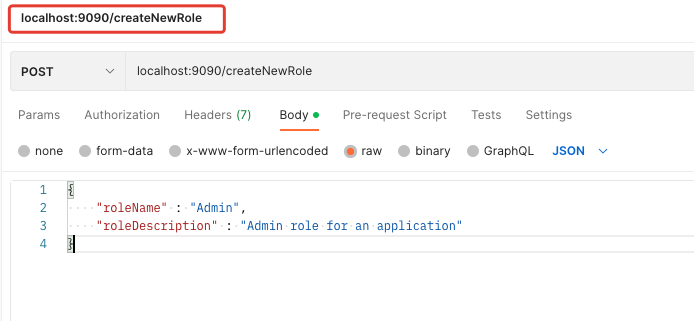 localhost:9090/createNewRole
POST localhost:9090/createNewRole
Params Authorization Headers (7) Body Pre-request Script Tests Settings
none form-data x-www-form-urlencoded raw binary GraphQL JSON
1 {
2 "roleName" : "Admin",
3 "roleDescription" : "Admin role for an application"
4 }